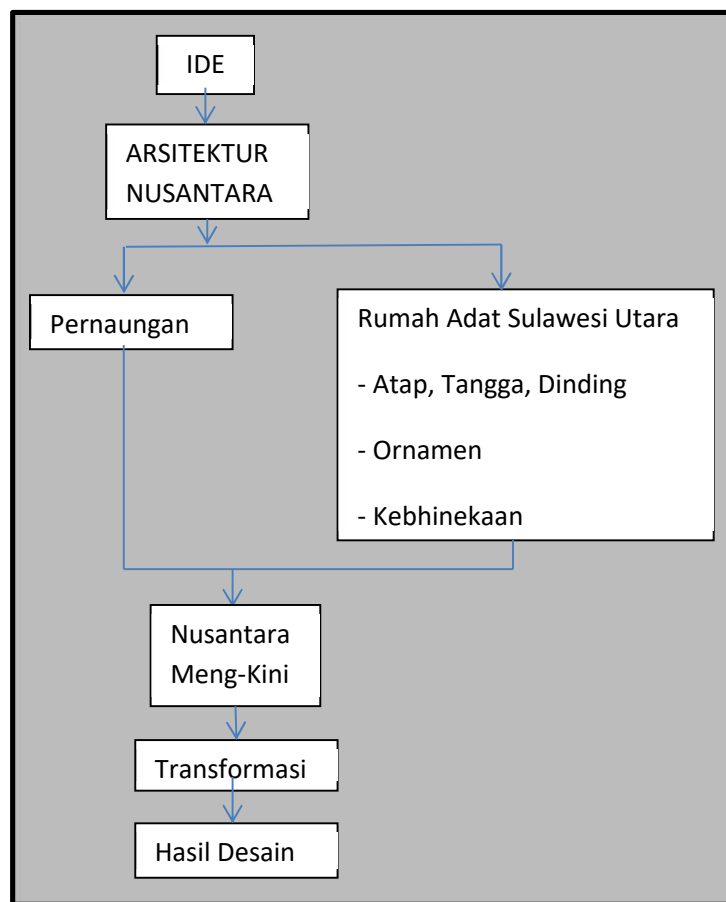 IDE
ARSITEKTUR
NUSANTARA
Pernaungan
Rumah Adat Sulawesi Utara
- Atap, Tangga, Dinding
- Ornamen
- Kebhinekaan
Nusantara
Meng-Kini
Transformasi
Hasil Desain